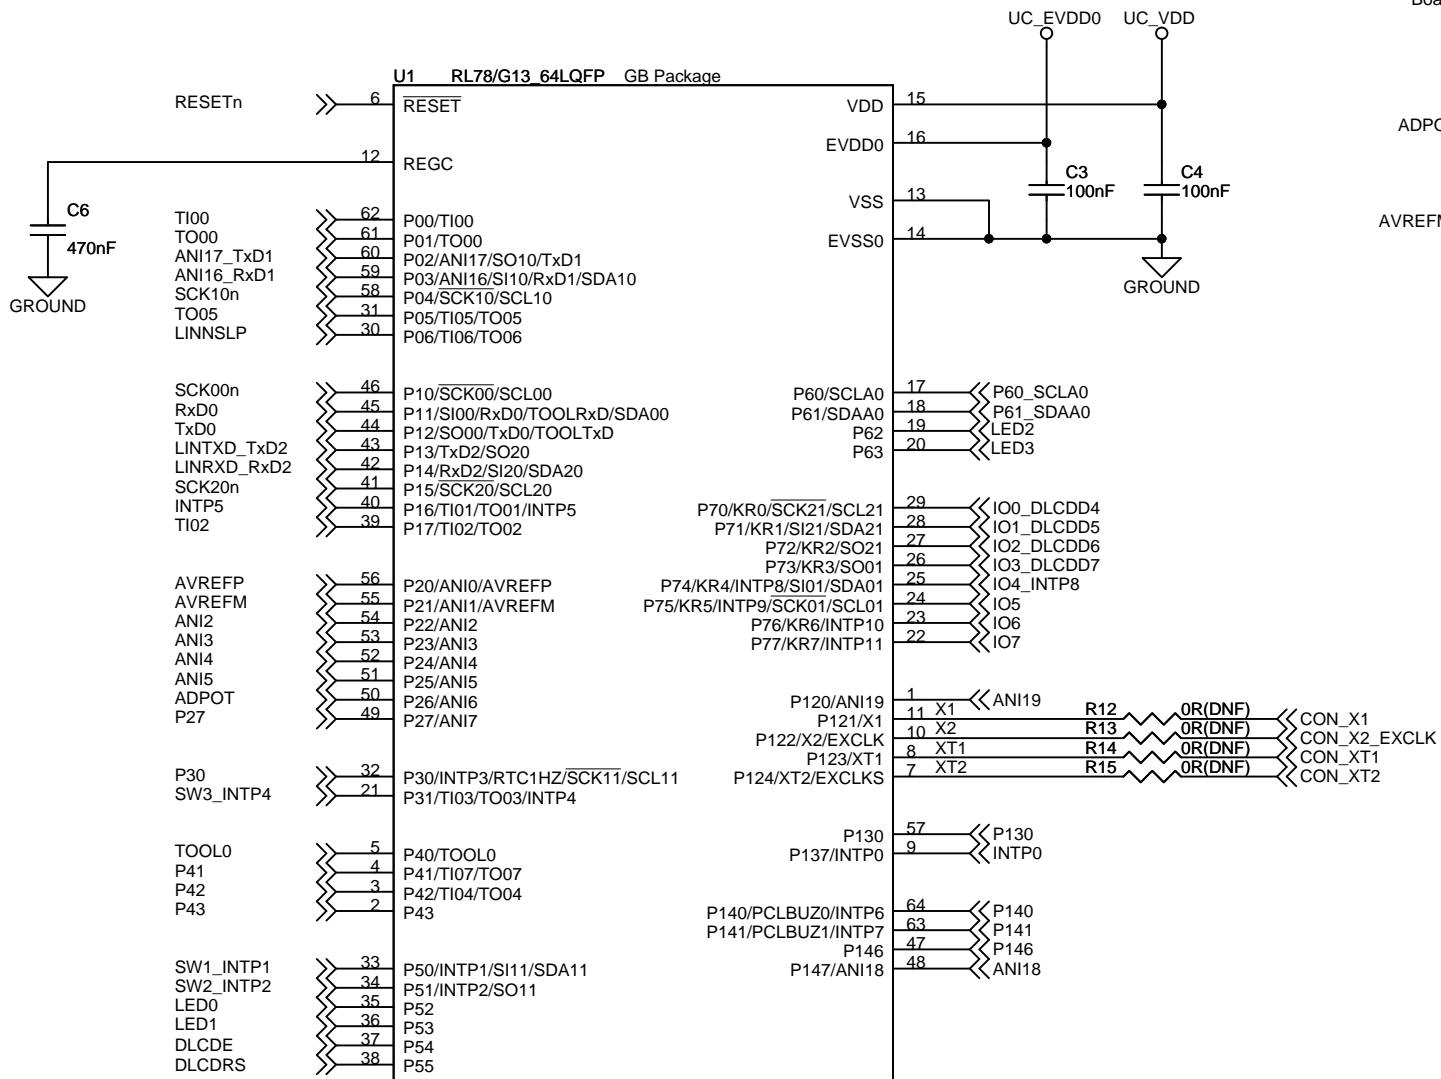 Boa
UC_EVDD0 UC_VDD
U1 RL78/G13_64LQFP GB Package
RESETn 6 RESET
VDD 15
ADPO
EVDD0 16
12 REGC
C3
100nF
C4
100nF
VSS 13
C6
470nF
GROUND
AVREFM
EVSS0 14
GROUND
TI00 62 P00/TI00
TO00 61 P01/TO00
ANI17_TxD1 60 P02/ANI17/SO10/TxD1
ANI16_RxD1 59 P03/ANI16/SI10/RxD1/SDA10
SCK10n 58 P04/SCK10/SCL10
TO05 31 P05/TI05/TO05
LINNSLP 30 P06/TI06/TO06
SCK00n 46 P10/SCK00/SCL00
RxD0 45 P11/SI00/RxD0/TOOLRxD/SDA00
TxD0 44 P12/SO00/TxD0/TOOLTxD
LINTXD_TxD2 43 P13/TxD2/SO20
LINRXD_RxD2 42 P14/RxD2/SI20/SDA20
SCK20n 41 P15/SCK20/SCL20
INTP5 40 P16/TI01/TO01/INTP5
TI02 39 P17/TI02/TO02
P60/SCLA0 17 P60_SCLA0
P61/SDAA0 18 P61_SDAA0
P62 19 LED2
P63 20 LED3
P70/KR0/SCK21/SCL21 29 IO0_DLCDD4
P71/KR1/SI21/SDA21 28 IO1_DLCDD5
P72/KR2/SO21 27 IO2_DLCDD6
P73/KR3/SO01 26 IO3_DLCDD7
P74/KR4/INTP8/SI01/SDA01 25 IO4_INTP8
P75/KR5/INTP9/SCK01/SCL01 24 IO5
P76/KR6/INTP10 23 IO6
P77/KR7/INTP11 22 IO7
AVREFP 56 P20/ANI0/AVREFP
AVREFM 55 P21/ANI1/AVREFM
ANI2 54 P22/ANI2
ANI3 53 P23/ANI3
ANI4 52 P24/ANI4
ANI5 51 P25/ANI5
ADPOT 50 P26/ANI6
P27 49 P27/ANI7
P120/ANI19 1 ANI19
P121/X1 11 X1 R12 0R(DNF) CON_X1
P122/X2/EXCLK 10 X2 R13 0R(DNF) CON_X2_EXCLK
P123/XT1 8 XT1 R14 0R(DNF) CON_XT1
P124/XT2/EXCLKS 7 XT2 R15 0R(DNF) CON_XT2
P30 32 P30/INTP3/RTC1HZ/SCK11/SCL11
SW3_INTP4 21 P31/TI03/TO03/INTP4
P130 57 P130
P137/INTP0 9 INTP0
TOOL0 5 P40/TOOL0
P41 4 P41/TI07/TO07
P42 3 P42/TI04/TO04
P43 2 P43
P140/PCLBUZ0/INTP6 64 P140
P141/PCLBUZ1/INTP7 63 P141
P146 47 P146
P147/ANI18 48 ANI18
SW1_INTP1 33 P50/INTP1/SI11/SDA11
SW2_INTP2 34 P51/INTP2/SO11
LED0 35 P52
LED1 36 P53
DLCDE 37 P54
DLCDRS 38 P55